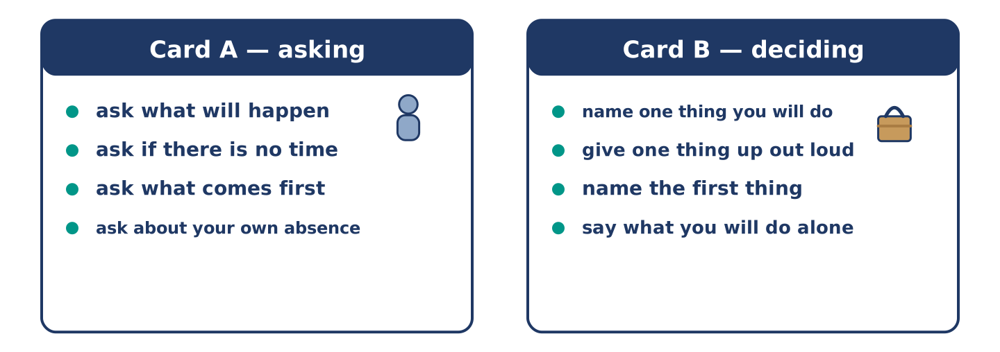 Card A — asking
ask what will happen
ask if there is no time
ask what comes first
ask about your own absence
Card B — deciding
name one thing you will do
give one thing up out loud
name the first thing
say what you will do alone